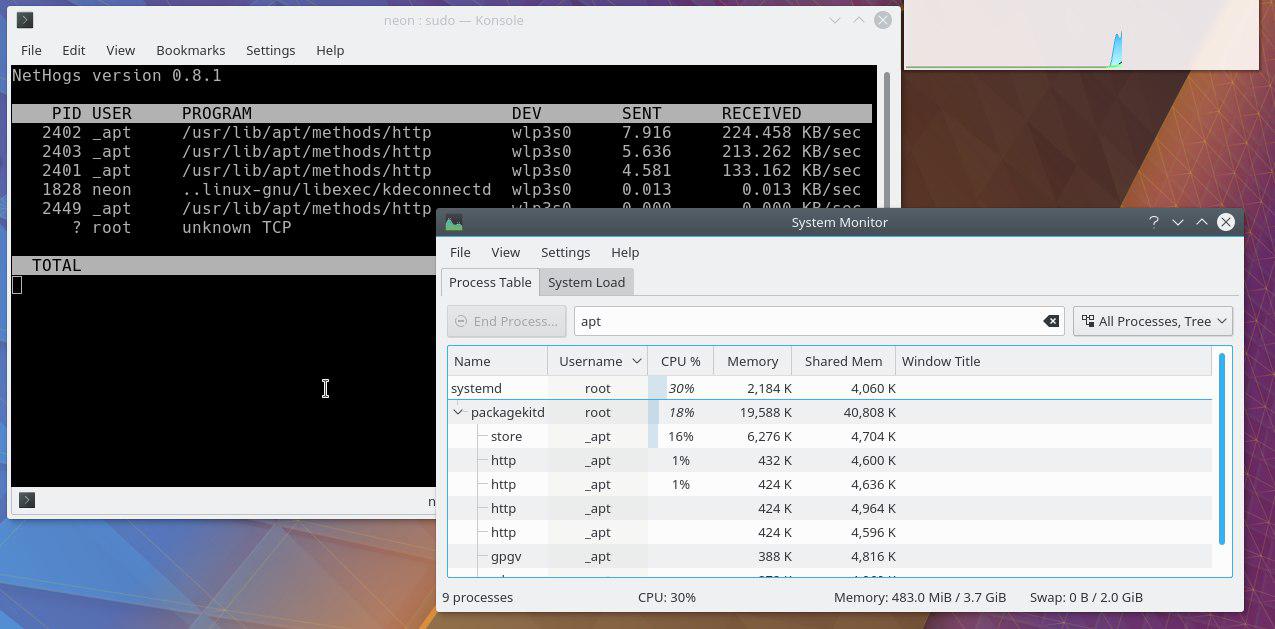 neon : sudo — Konsole
File Edit View Bookmarks Settings Help
NetHogs version 0.8.1
PID USER PROGRAM DEV SENT RECEIVED
2402 _apt /usr/lib/apt/methods/http wlp3s0 7.916 224.458 KB/sec
2403 _apt /usr/lib/apt/methods/http wlp3s0 5.636 213.262 KB/sec
2401 _apt /usr/lib/apt/methods/http wlp3s0 4.581 133.162 KB/sec
1828 neon ..linux-gnu/libexec/kdeconnectd wlp3s0 0.013 0.013 KB/sec
2449 _apt /usr/lib/apt/methods/http wlp3s0 0.000 0.000 KB/sec
? root unknown TCP
TOTAL
n
System Monitor
File View Settings Help
Process Table System Load
End Process... apt All Processes, Tree
Name Username CPU % Memory Shared Mem Window Title
systemd root 30% 2,184 K 4,060 K
packagekitd root 18% 19,588 K 40,808 K
store _apt 16% 6,276 K 4,704 K
http _apt 1% 432 K 4,600 K
http _apt 1% 424 K 4,636 K
http _apt 424 K 4,964 K
http _apt 424 K 4,596 K
gpgv _apt 388 K 4,816 K
9 processes CPU: 30% Memory: 483.0 MiB / 3.7 GiB Swap: 0 B / 2.0 GiB